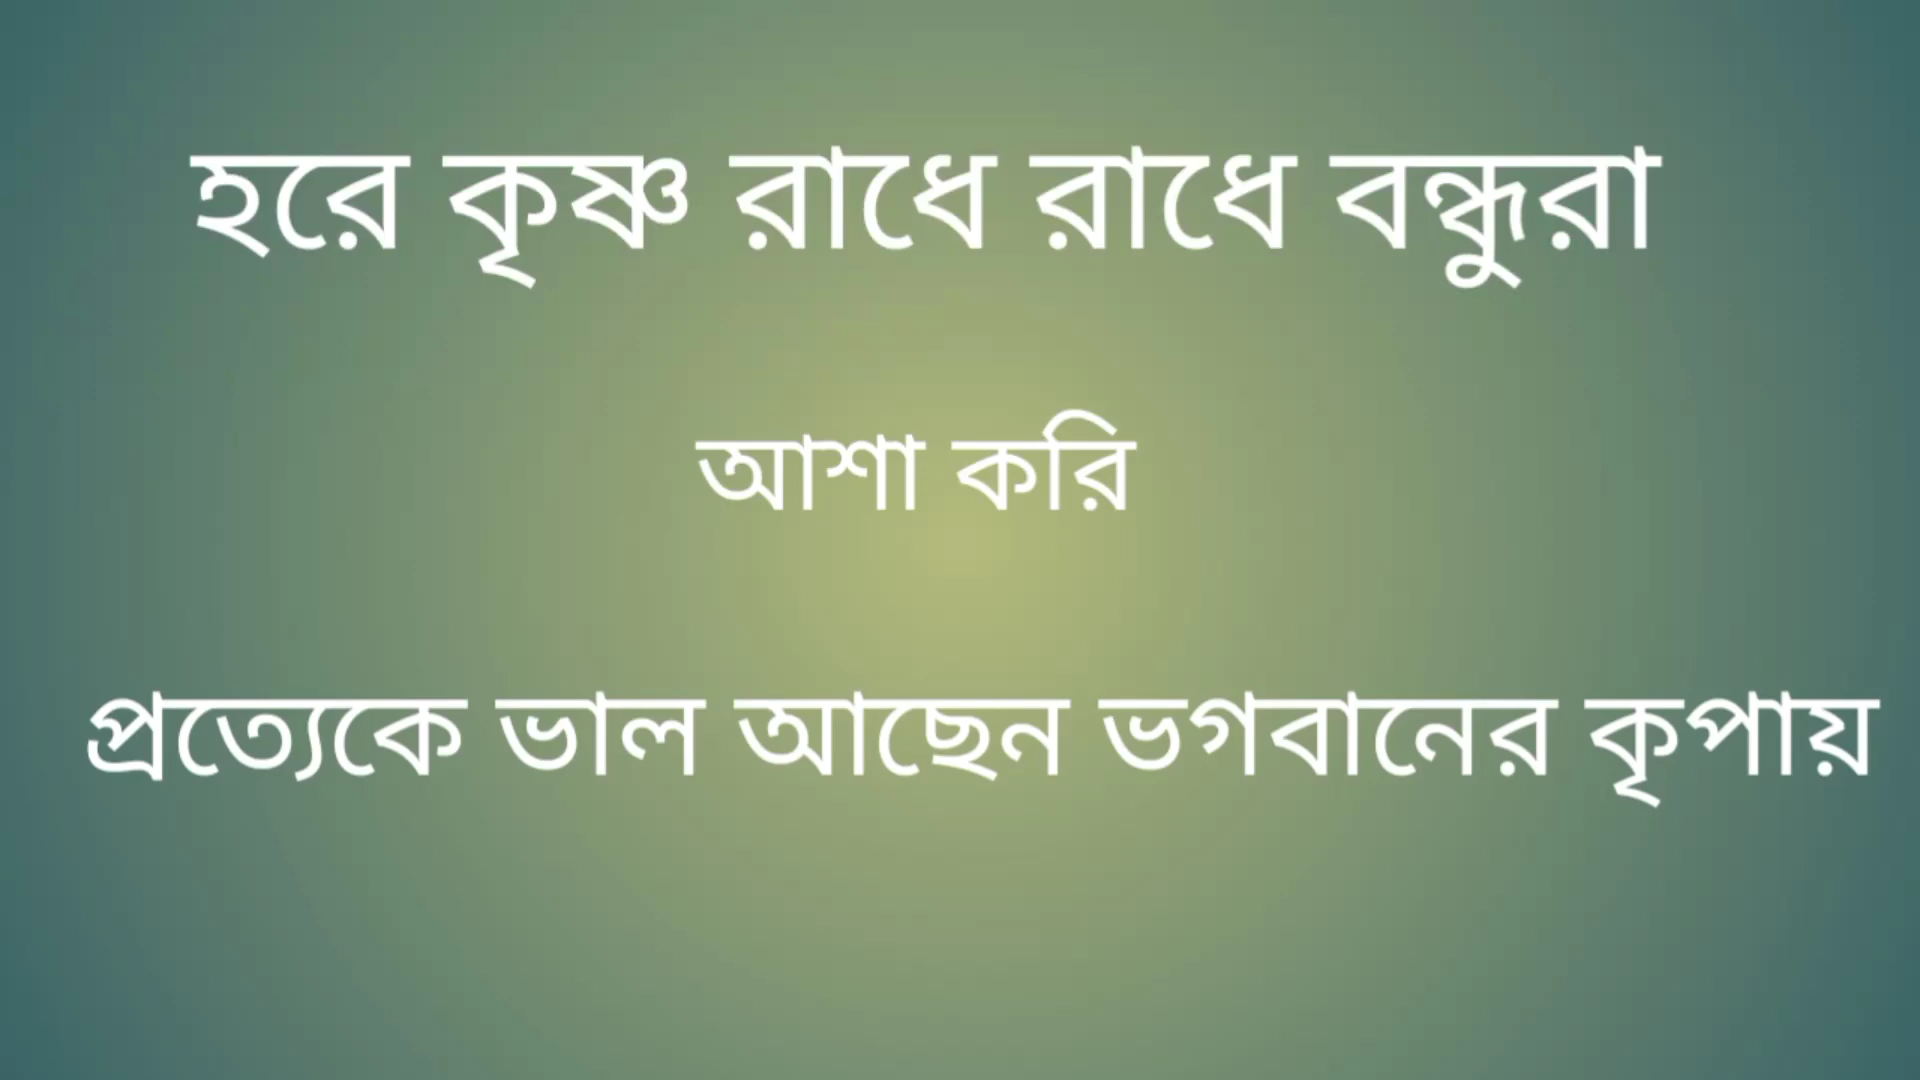 হরে কৃষ্ণ রাধে রাধে বন্ধুরা
আশা করি
প্রত্যেকে ভাল আছেন ভগবানের কৃপায়